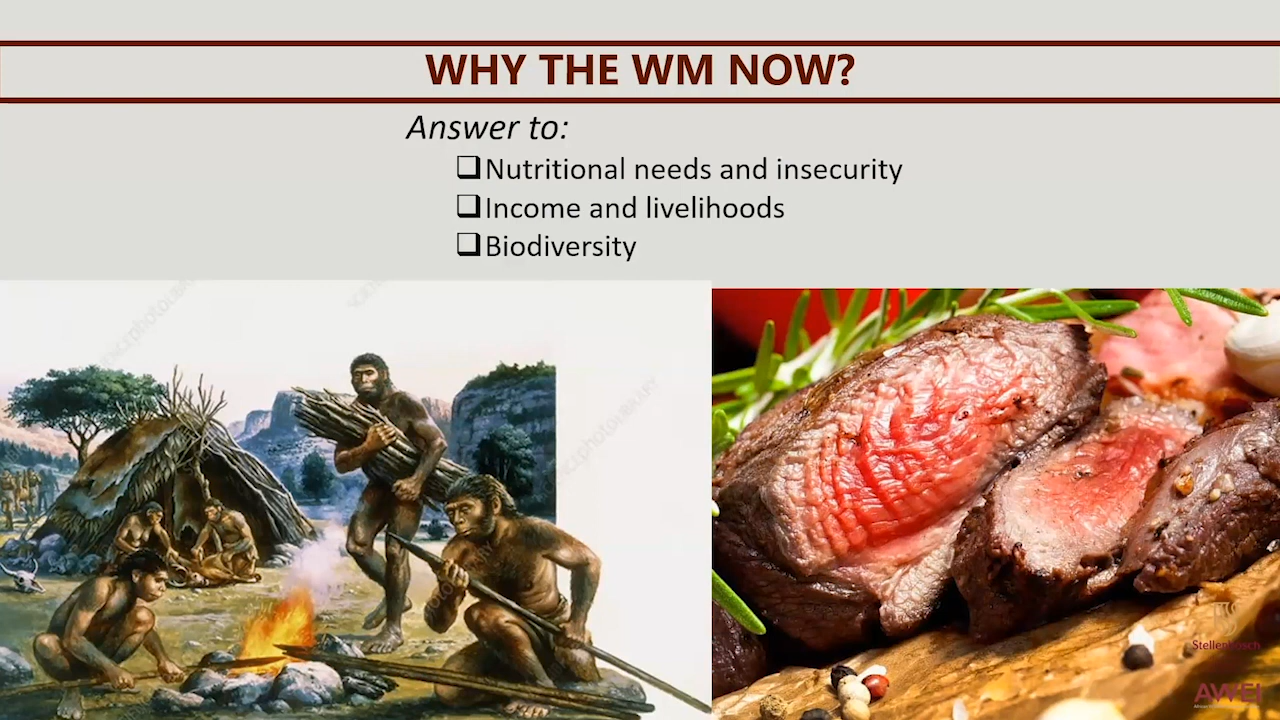 WHY THE WM NOW?
Answer to:
❑Nutritional needs and insecurity
❑Income and livelihoods
❑Biodiversity
Stellenbosch
AWEI